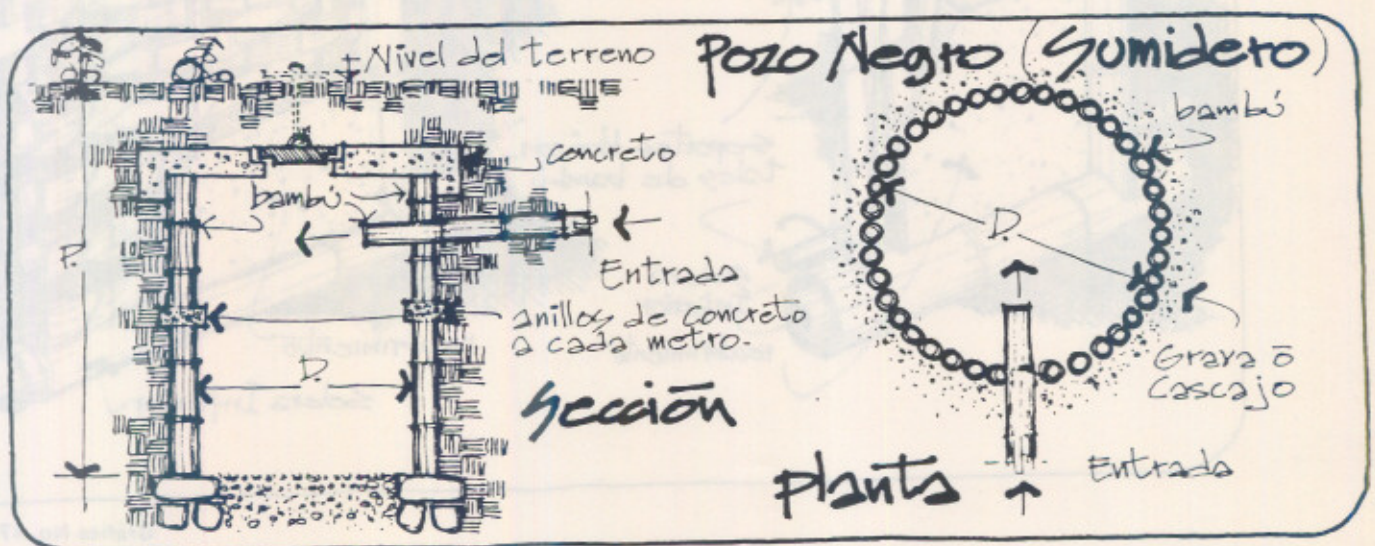 Pozo Negro (Sumidero)
Nivel del terreno
concreto
bambú
P.
Entrada
anillos de concreto
a cada metro.
D.
Sección
bambú
D.
Grava ō
Cascajo
Entrada
planta